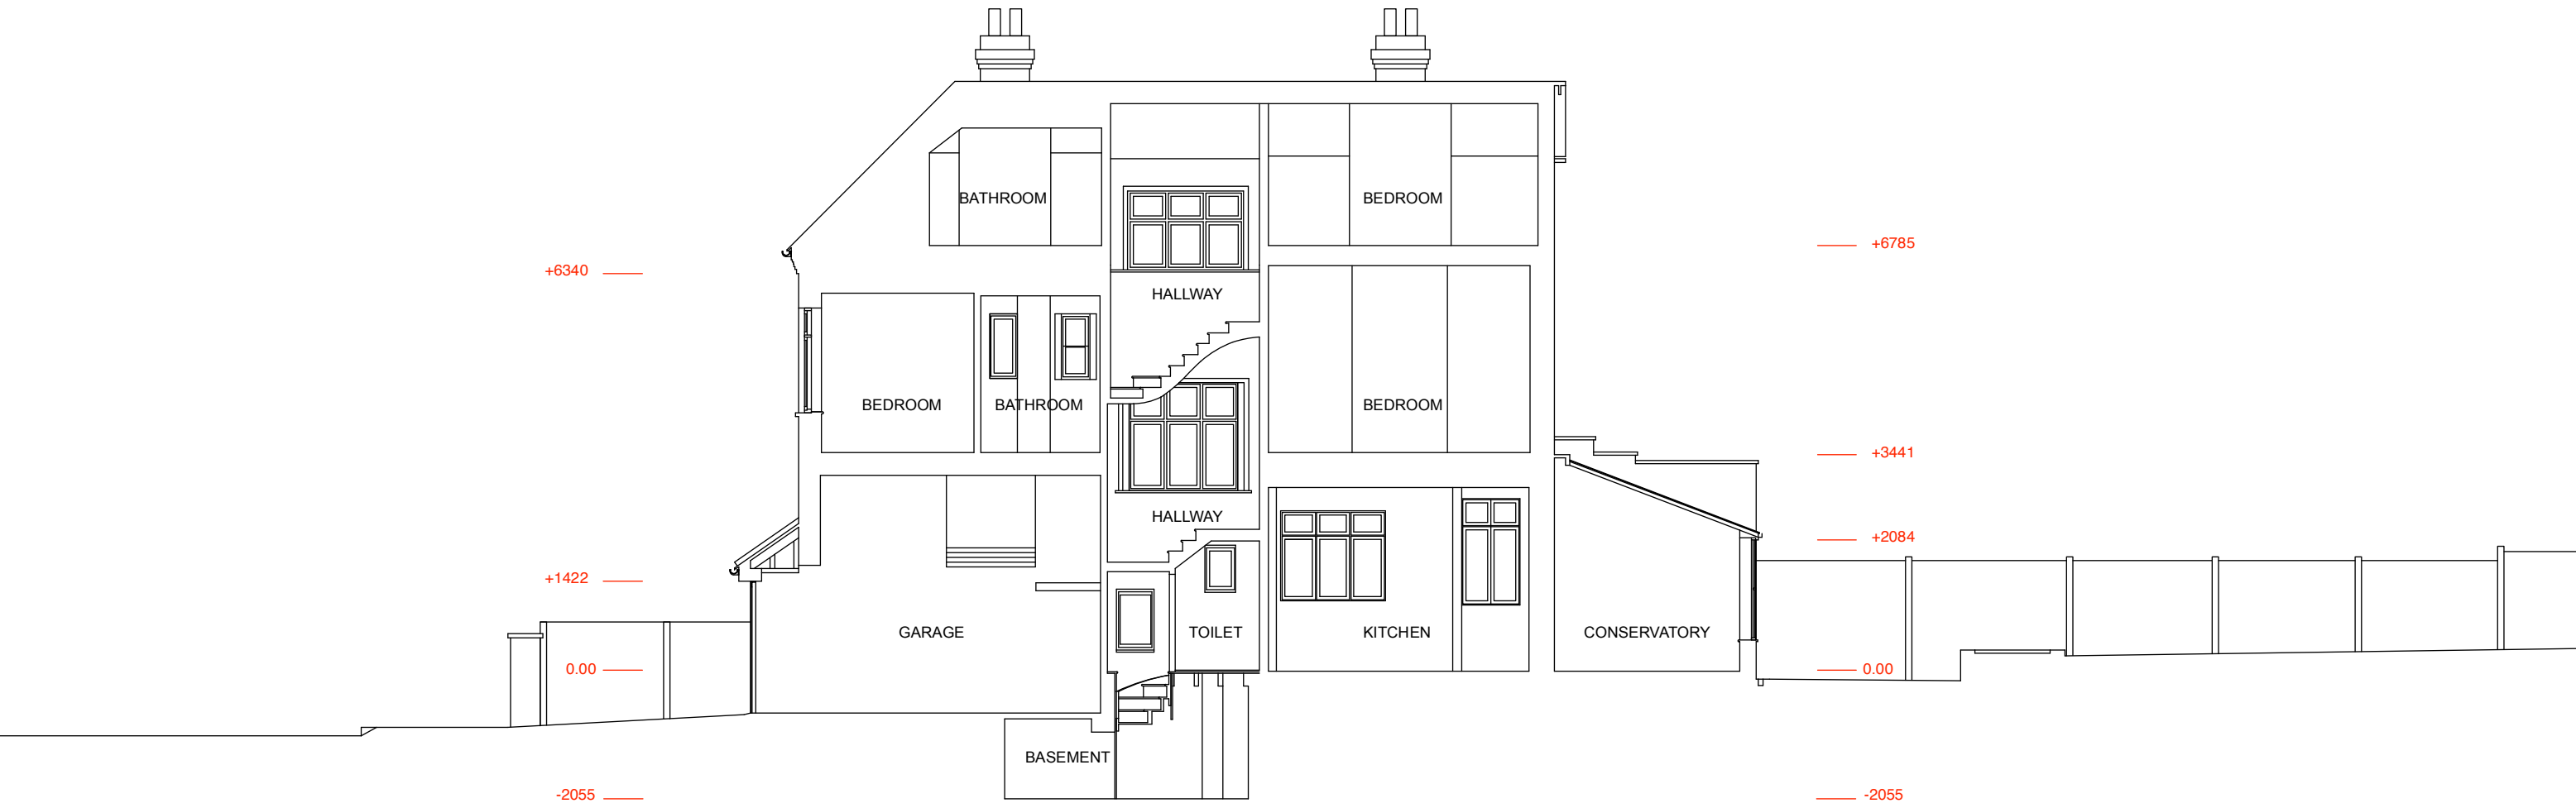 BATHROOM
BEDROOM
+6785
+6340
HALLWAY
BEDROOM
BATHROOM
BEDROOM
+3441
HALLWAY
+2084
+1422
GARAGE
TOILET
KITCHEN
CONSERVATORY
0.00
0.00
BASEMENT
-2055
-2055